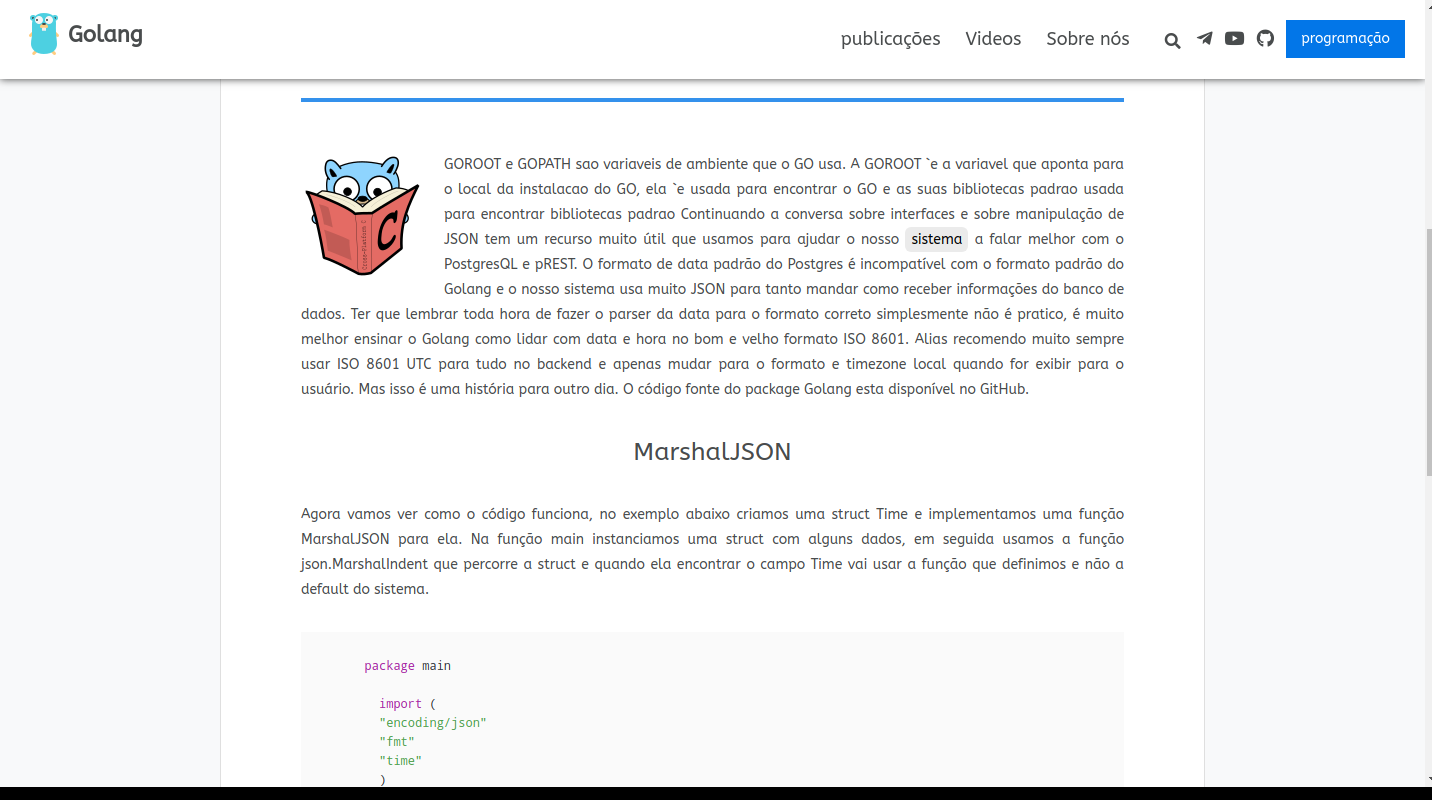 Golang
publicações Videos Sobre nós programação
GOROOT e GOPATH sao variaveis de ambiente que o GO usa. A GOROOT `e a variavel que aponta para
o local da instalacao do GO, ela `e usada para encontrar o GO e as suas bibliotecas padrao usada
para encontrar bibliotecas padrao Continuando a conversa sobre interfaces e sobre manipulação de
JSON tem um recurso muito útil que usamos para ajudar o nosso sistema a falar melhor com o
PostgresQL e pREST. O formato de data padrão do Postgres é incompatível com o formato padrão do
Golang e o nosso sistema usa muito JSON para tanto mandar como receber informações do banco de
dados. Ter que lembrar toda hora de fazer o parser da data para o formato correto simplesmente não é pratico, é muito
melhor ensinar o Golang como lidar com data e hora no bom e velho formato ISO 8601. Alias recomendo muito sempre
usar ISO 8601 UTC para tudo no backend e apenas mudar para o formato e timezone local quando for exibir para o
usuário. Mas isso é uma história para outro dia. O código fonte do package Golang esta disponível no GitHub.
C
MarshalJSON
Agora vamos ver como o código funciona, no exemplo abaixo criamos uma struct Time e implementamos uma função
MarshalJSON para ela. Na função main instanciamos uma struct com alguns dados, em seguida usamos a função
json.MarshalIndent que percorre a struct e quando ela encontrar o campo Time vai usar a função que definimos e não a
default do sistema.
package main
import (
"encoding/json"
"fmt"
"time"
)